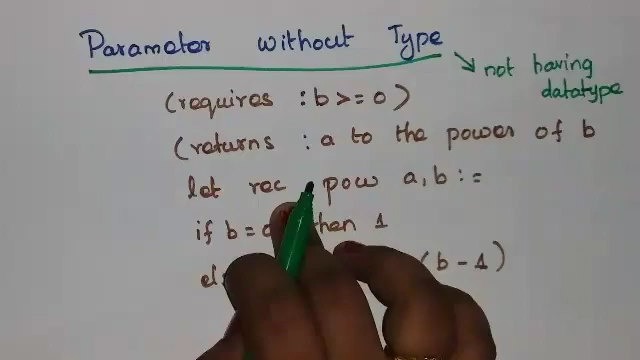 Parameter without Type
not having
datatype
(requires : b >= 0)
(returns : a to the power of b
let rec pow a, b :=
if b = then 1
(b - 1)